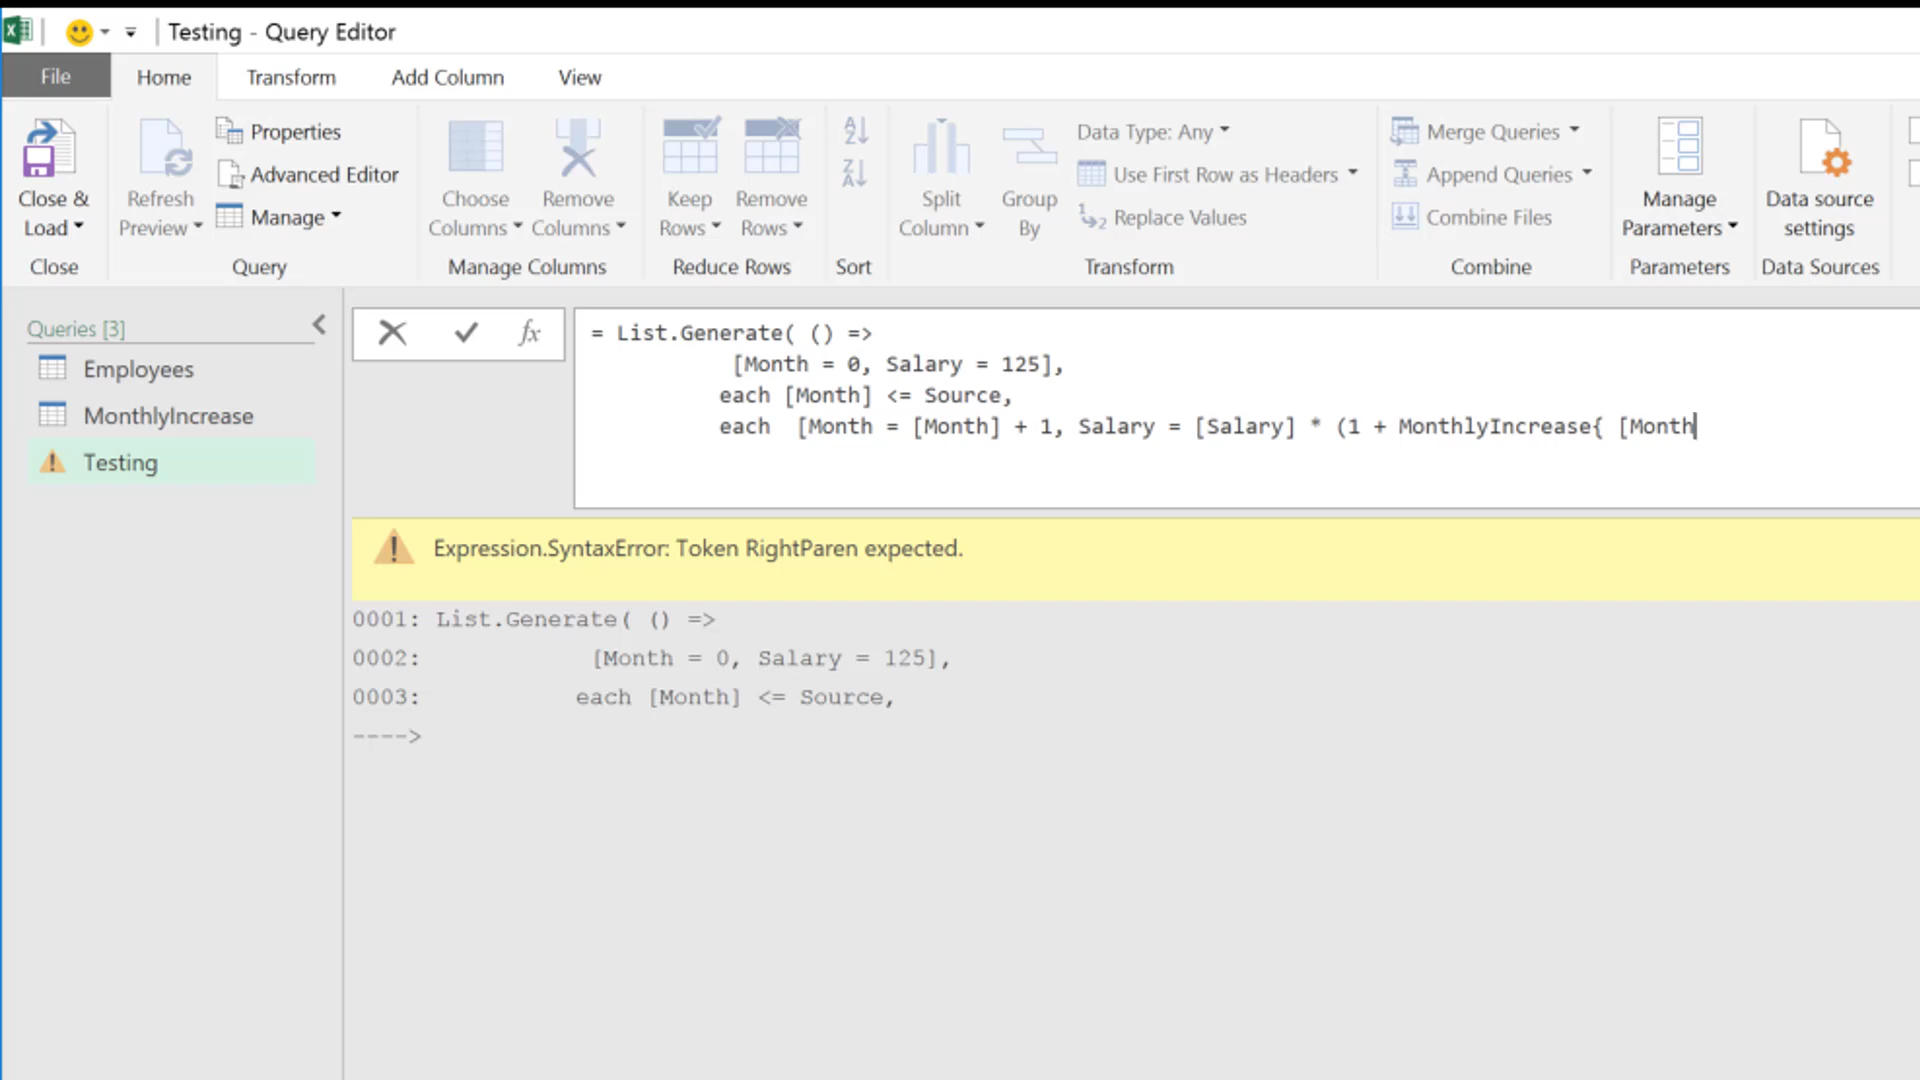 Testing - Query Editor
File Home Transform Add Column View
Close & Load
Close
Refresh Preview
Properties
Advanced Editor
Manage
Query
Choose Columns
Remove Columns
Manage Columns
Keep Rows
Remove Rows
Reduce Rows
Sort
Split Column
Group By
Data Type: Any
Use First Row as Headers
1 2 Replace Values
Transform
Merge Queries
Append Queries
Combine Files
Combine
Manage Parameters
Parameters
Data source settings
Data Sources
Queries [3]
Employees
MonthlyIncrease
Testing
fx
= List.Generate( () =>
[Month = 0, Salary = 125],
each [Month] <= Source,
each [Month = [Month] + 1, Salary = [Salary] * (1 + MonthlyIncrease{ [Month
Expression.SyntaxError: Token RightParen expected.
0001: List.Generate( () =>
0002: [Month = 0, Salary = 125],
0003: each [Month] <= Source,
---->